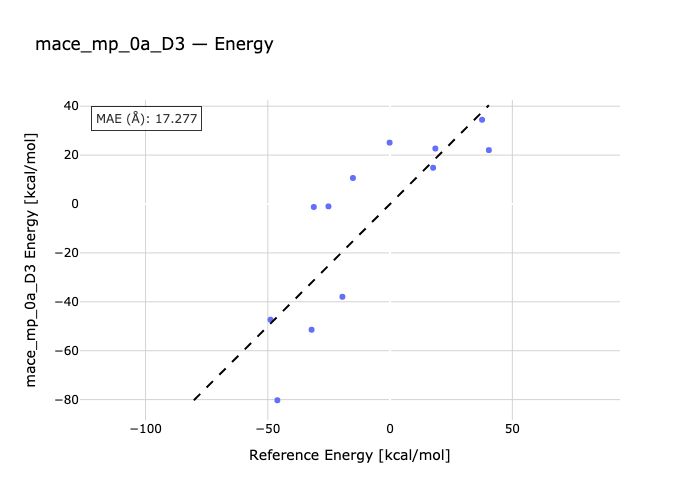 mace_mp_0a_D3 — Energy
MAE (Å): 17.277
40
20
0
−20
−40
−60
−80
mace_mp_0a_D3 Energy [kcal/mol]
−100
−50
0
50
Reference Energy [kcal/mol]